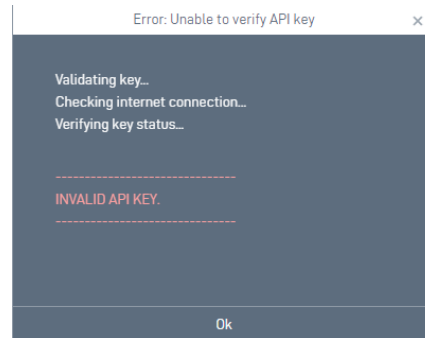 Error: Unable to verify API key ×
Validating key...
Checking internet connection...
Verifying key status...
-------------------------------
INVALID API KEY.
-------------------------------
Ok